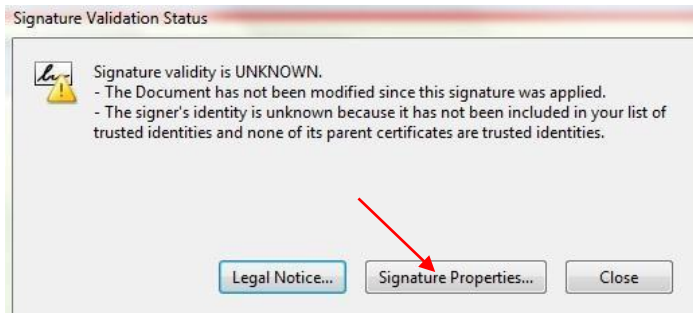 Signature Validation Status
Signature validity is UNKNOWN.
- The Document has not been modified since this signature was applied.
- The signer's identity is unknown because it has not been included in your list of
trusted identities and none of its parent certificates are trusted identities.
Legal Notice... Signature Properties... Close